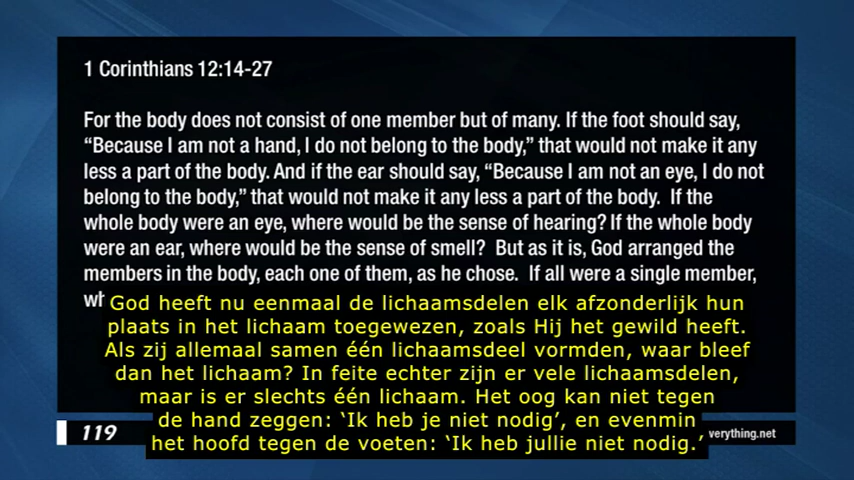 1 Corinthians 12:14-27
For the body does not consist of one member but of many. If the foot should say,
“Because I am not a hand, I do not belong to the body,” that would not make it any
less a part of the body. And if the ear should say, “Because I am not an eye, I do not
belong to the body,” that would not make it any less a part of the body.  If the
whole body were an eye, where would be the sense of hearing? If the whole body
were an ear, where would be the sense of smell?  But as it is, God arranged the
members in the body, each one of them, as he chose.  If all were a single member,
God heeft nu eenmaal de lichaamsdelen elk afzonderlijk hun
plaats in het lichaam toegewezen, zoals Hij het gewild heeft.
Als zij allemaal samen één lichaamsdeel vormden, waar bleef
dan het lichaam? In feite echter zijn er vele lichaamsdelen,
maar is er slechts één lichaam. Het oog kan niet tegen
de hand zeggen: ‘Ik heb je niet nodig’, en evenmin
het hoofd tegen de voeten: ‘Ik heb jullie niet nodig.’
119
verything.net